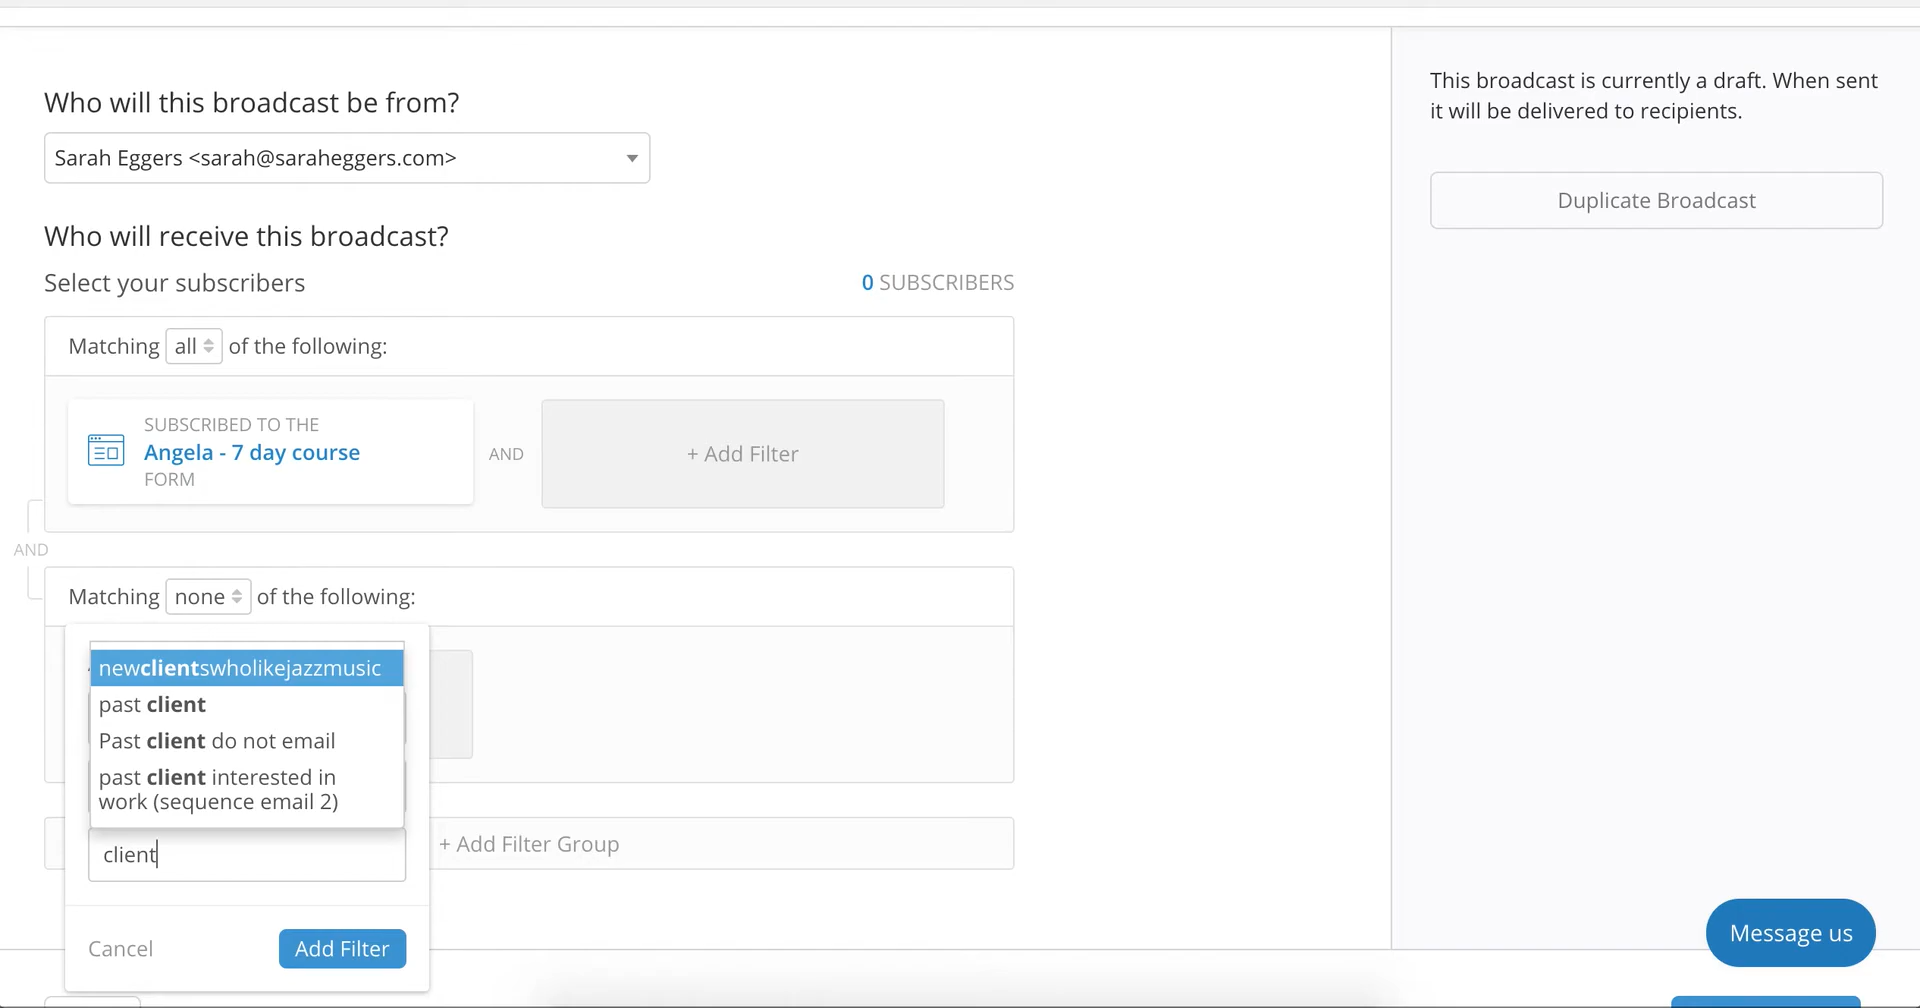 Who will this broadcast be from?
Sarah Eggers <sarah@saraheggers.com>
Who will receive this broadcast?
Select your subscribers
0 SUBSCRIBERS
Matching all of the following:
SUBSCRIBED TO THE
Angela - 7 day course
FORM
AND
+ Add Filter
AND
Matching none of the following:
newclientswholikejazzmusic
past client
Past client do not email
past client interested in
work (sequence email 2)
client
+ Add Filter Group
Cancel
Add Filter
This broadcast is currently a draft. When sent
it will be delivered to recipients.
Duplicate Broadcast
Message us